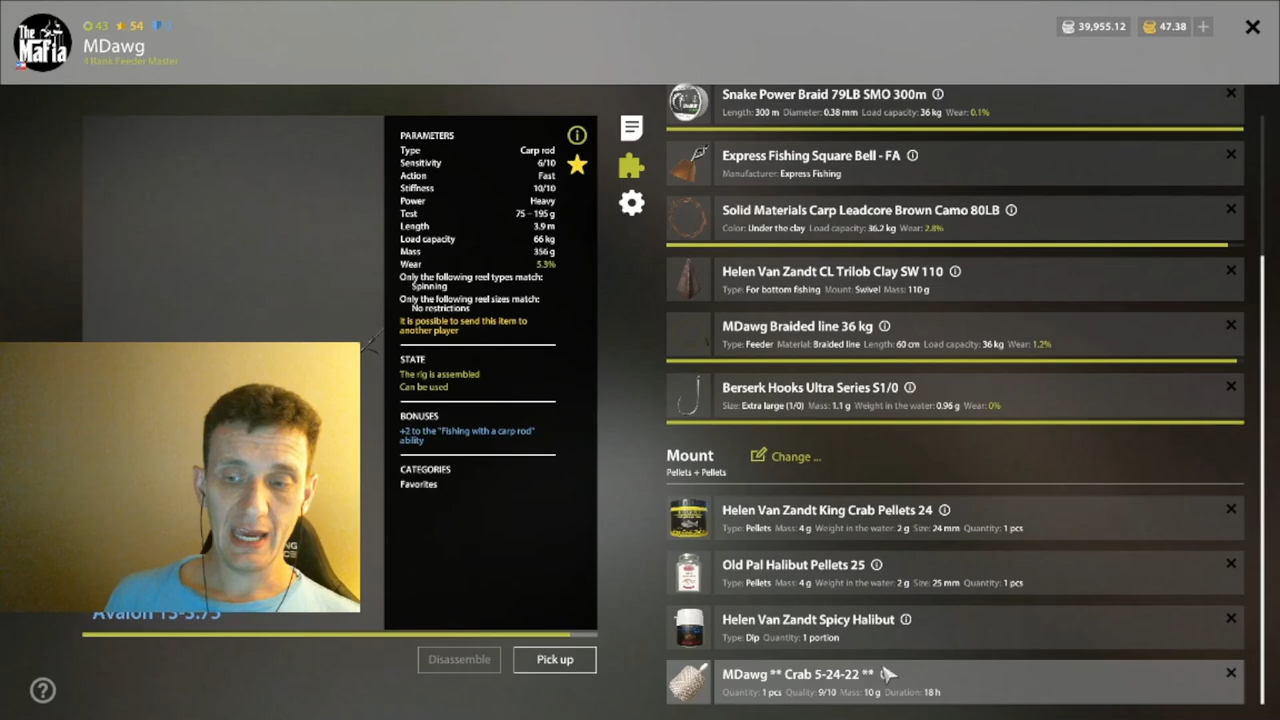 The
Mafia
43 54
MDawg
4 Rank Feeder Master
39,955.12
47.38
PARAMETERS
Type Carp rod
Sensitivity 6/10
Action Fast
Stiffness 10/10
Power Heavy
Test 75 - 195 g
Length 3.9 m
Load capacity 66 kg
Mass 356 g
Wear 5.3%
Only the following reel types match:
Spinning
Only the following reel sizes match:
No restrictions
It is possible to send this item to
another player
STATE
The rig is assembled
Can be used
BONUSES
+2 to the "Fishing with a carp rod"
ability
CATEGORIES
Favorites
Disassemble
Pick up
Snake Power Braid 79LB SMO 300m
Length: 300 m Diameter: 0.38 mm Load capacity: 36 kg Wear: 0.1%
Express Fishing Square Bell - FA
Manufacturer: Express Fishing
Solid Materials Carp Leadcore Brown Camo 80LB
Color: Under the clay Load capacity: 36.2 kg Wear: 2.8%
Helen Van Zandt CL Trilob Clay SW 110
Type: For bottom fishing Mount: Swivel Mass: 110 g
MDawg Braided line 36 kg
Type: Feeder Material: Braided line Length: 60 cm Load capacity: 36 kg Wear: 1.2%
Berserk Hooks Ultra Series S1/0
Size: Extra large (1/0) Mass: 1.1 g Weight in the water: 0.96 g Wear: 0%
Mount Change ...
Pellets + Pellets
Helen Van Zandt King Crab Pellets 24
Type: Pellets Mass: 4 g Weight in the water: 2 g Size: 24 mm Quantity: 1 pcs
Old Pal Halibut Pellets 25
Type: Pellets Mass: 4 g Weight in the water: 2 g Size: 25 mm Quantity: 1 pcs
Helen Van Zandt Spicy Halibut
Type: Dip Quantity: 1 portion
MDawg ** Crab 5-24-22 **
Quantity: 1 pcs Quality: 9/10 Mass: 10 g Duration: 18 h